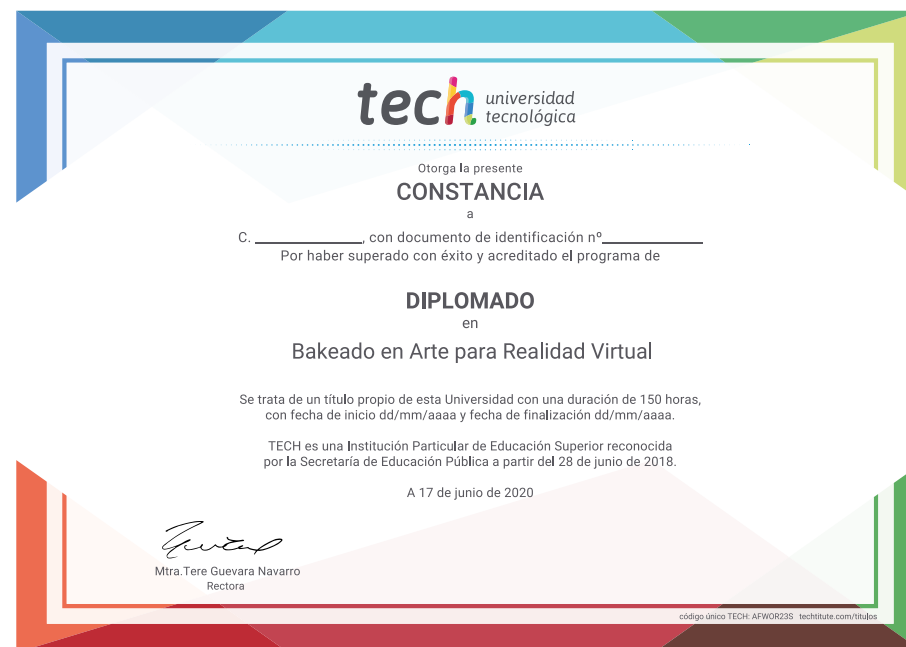 tech universidad
tecnológica
Otorga la presente
CONSTANCIA
a
C. ____________, con documento de identificación nº____________
Por haber superado con éxito y acreditado el programa de
DIPLOMADO
en
Bakeado en Arte para Realidad Virtual
Se trata de un título propio de esta Universidad con una duración de 150 horas,
con fecha de inicio dd/mm/aaaa y fecha de finalización dd/mm/aaaa.
TECH es una Institución Particular de Educación Superior reconocida
por la Secretaría de Educación Pública a partir del 28 de junio de 2018.
A 17 de junio de 2020
Mtra.Tere Guevara Navarro
Rectora
código único TECH: AFWOR23S techtitute.com/titulos